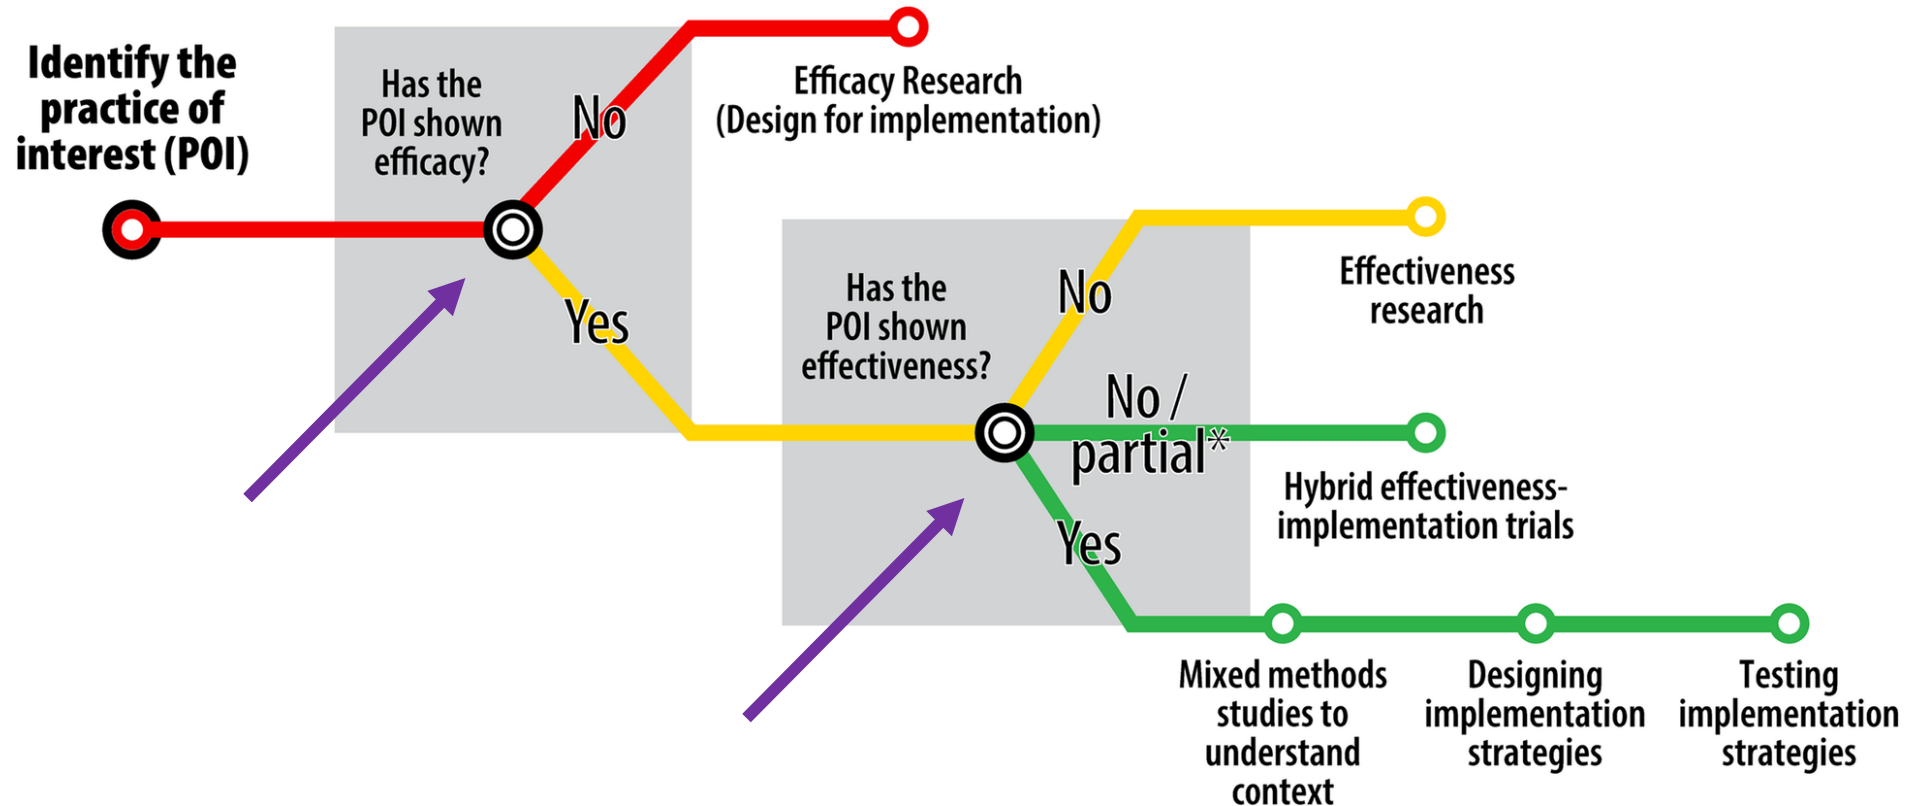 Identify the
practice of
interest (POI)
Has the
POI shown
efficacy?
No
Yes
Efficacy Research
(Design for implementation)
Has the
POI shown
effectiveness?
No
No /
partial*
Yes
Effectiveness
research
Hybrid effectiveness-
implementation trials
Mixed methods
studies to
understand
context
Designing
implementation
strategies
Testing
implementation
strategies